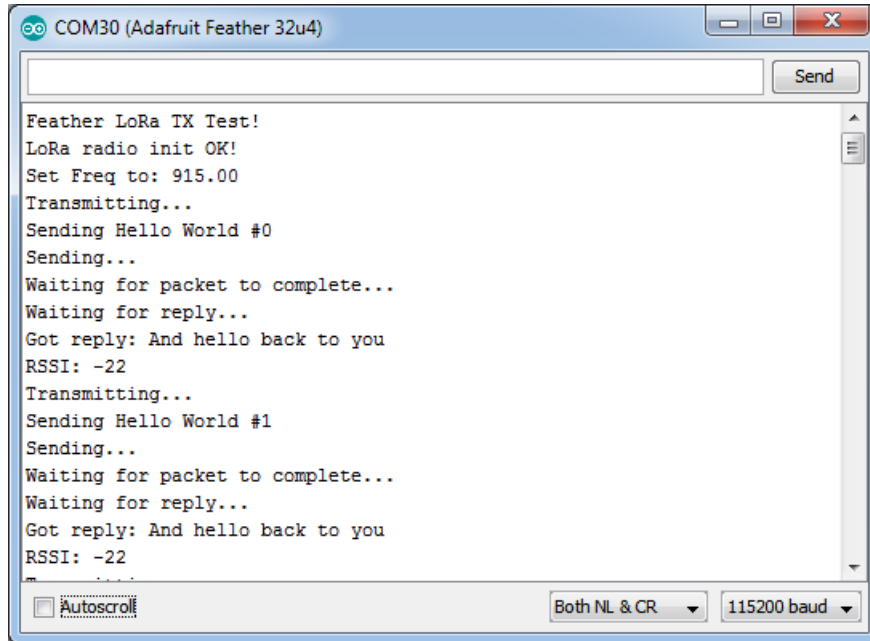 COM30 (Adafruit Feather 32u4)
Send
Feather LoRa TX Test!
LoRa radio init OK!
Set Freq to: 915.00
Transmitting...
Sending Hello World #0
Sending...
Waiting for packet to complete...
Waiting for reply...
Got reply: And hello back to you
RSSI: -22
Transmitting...
Sending Hello World #1
Sending...
Waiting for packet to complete...
Waiting for reply...
Got reply: And hello back to you
RSSI: -22
Autoscroll
Both NL & CR
115200 baud